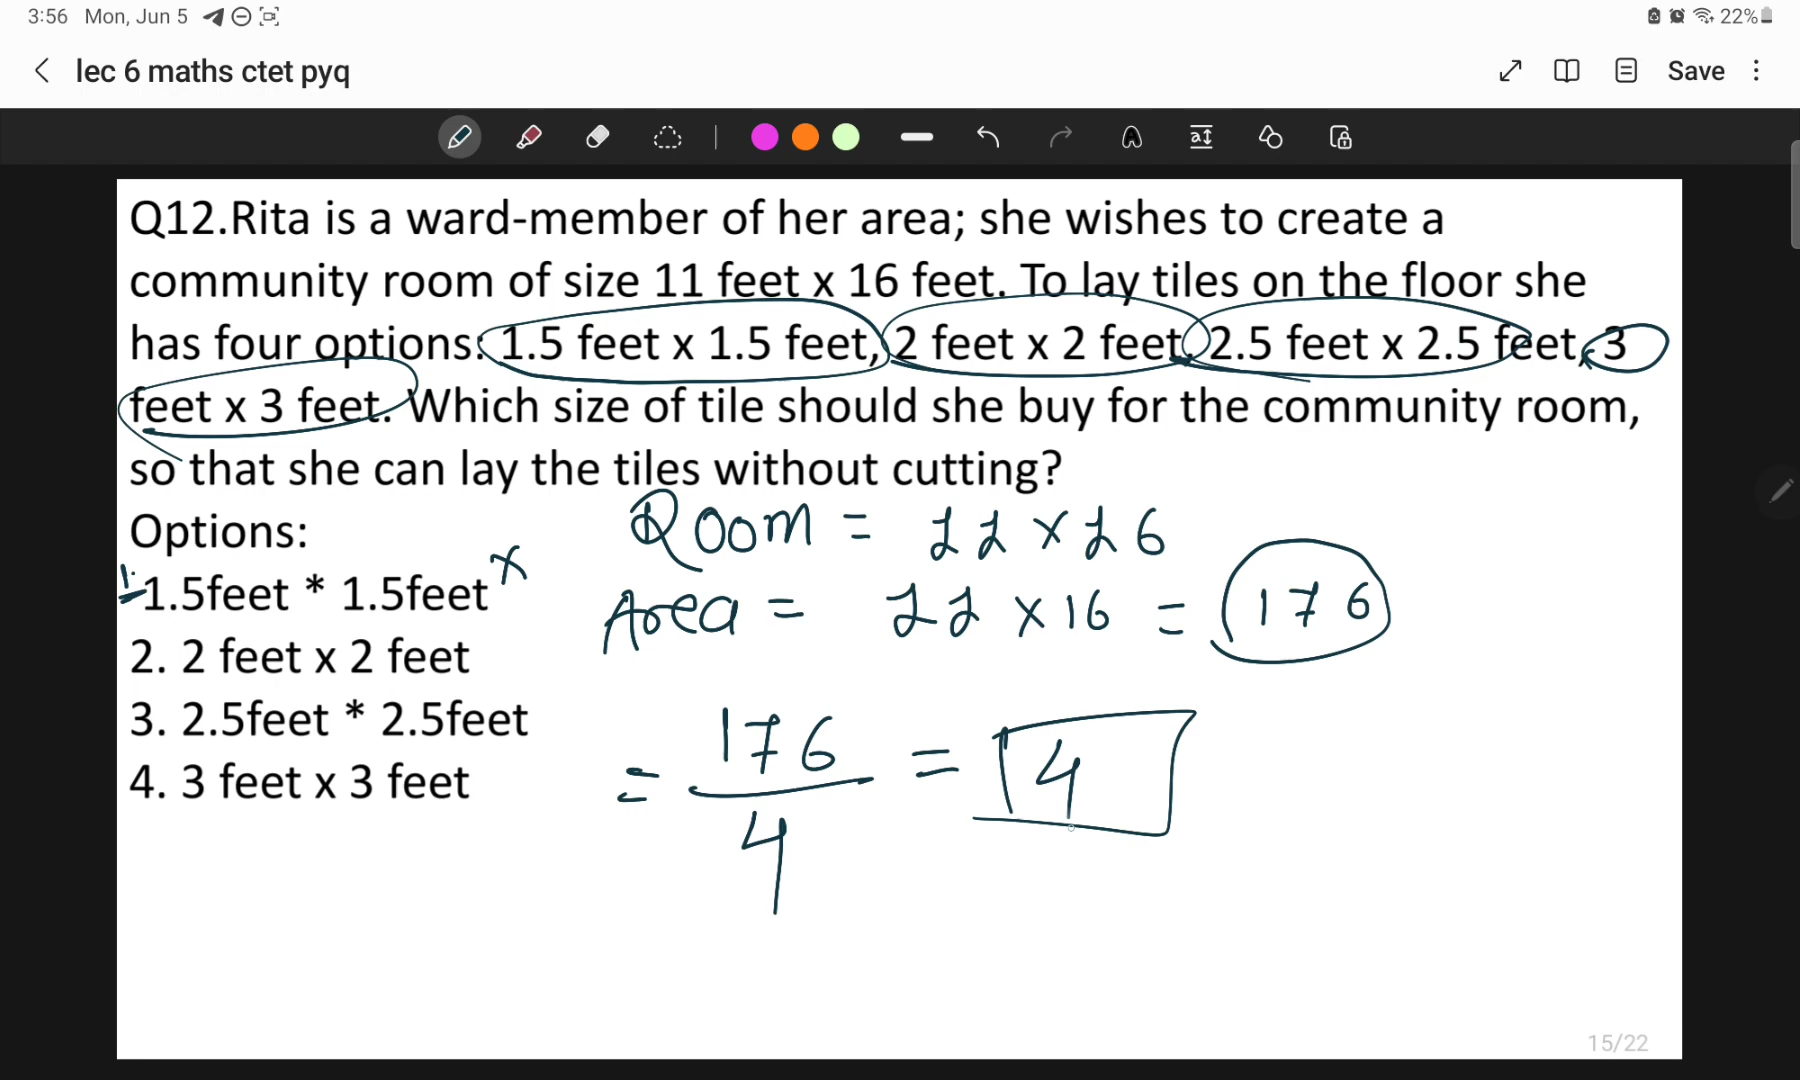 3:56 Mon, Jun 5 22%
lec 6 maths ctet pyq Save
Q12.Rita is a ward-member of her area; she wishes to create a
community room of size 11 feet x 16 feet. To lay tiles on the floor she
has four options: 1.5 feet x 1.5 feet, 2 feet x 2 feet, 2.5 feet x 2.5 feet, 3
feet x 3 feet. Which size of tile should she buy for the community room,
so that she can lay the tiles without cutting?
Options:
1. 1.5feet * 1.5feet x
2. 2 feet x 2 feet
3. 2.5feet * 2.5feet
4. 3 feet x 3 feet
Room = 11 x 16
Area = 11 x 16 = 176
= 176/4 = 4
15/22